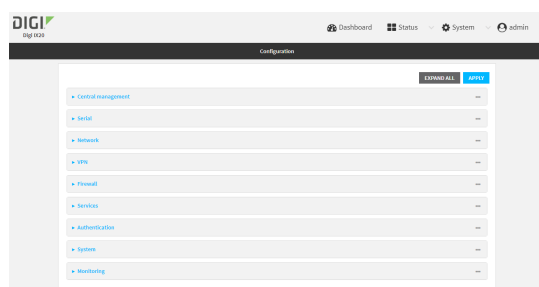 DIGI
Digi IX20
Dashboard Status System admin
Configuration
EXPAND ALL APPLY
Central management
Serial
Network
VPN
Firewall
Services
Authentication
System
Monitoring